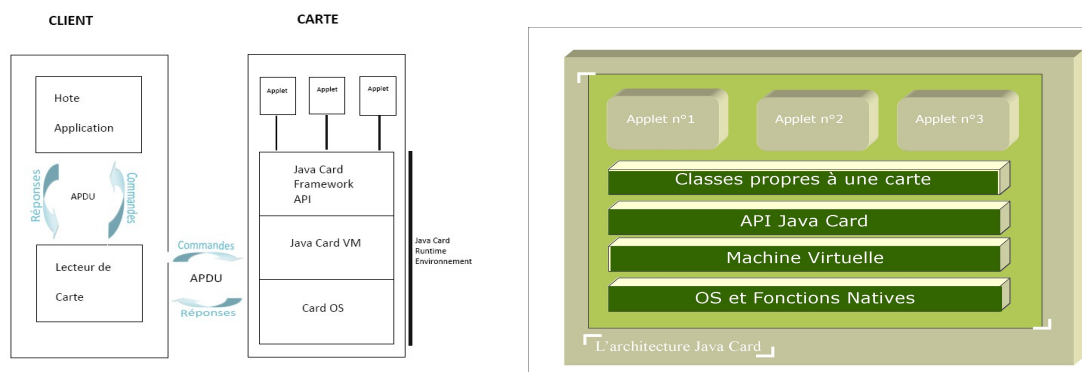 CLIENT
CARTE
Hote
Application
Réponses
APDU
Commandes
Lecteur de
Carte
Commandes
APDU
Réponses
Applet
Applet
Applet
Java Card
Framework
API
Java Card VM
Card OS
Java Card
Runtime
Environnement
Applet n°1
Applet n°2
Applet n°3
Classes propres à une carte
API Java Card
Machine Virtuelle
OS et Fonctions Natives
L'architecture Java Card